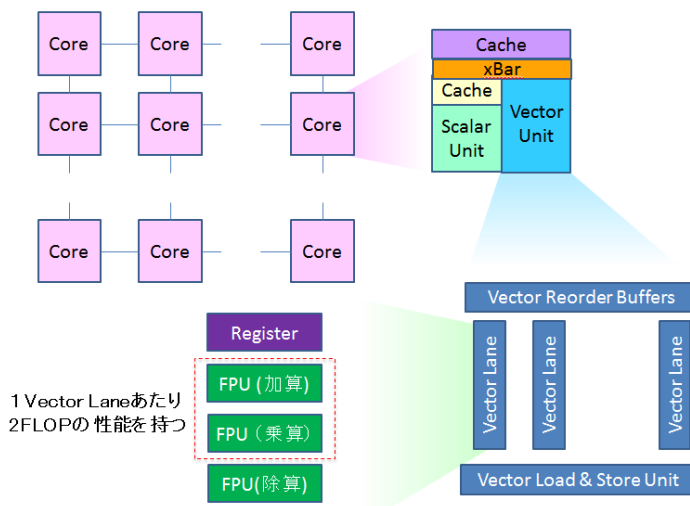 Core
Core
Core
Core
Core
Core
Core
Core
Core
Cache
xBar
Cache
Scalar
Unit
Vector
Unit
Vector Reorder Buffers
Vector Lane
Vector Lane
Vector Lane
Vector Load & Store Unit
Register
FPU (加算)
FPU (乗算)
FPU(除算)
1 Vector Laneあたり
2FLOPの性能を持つ